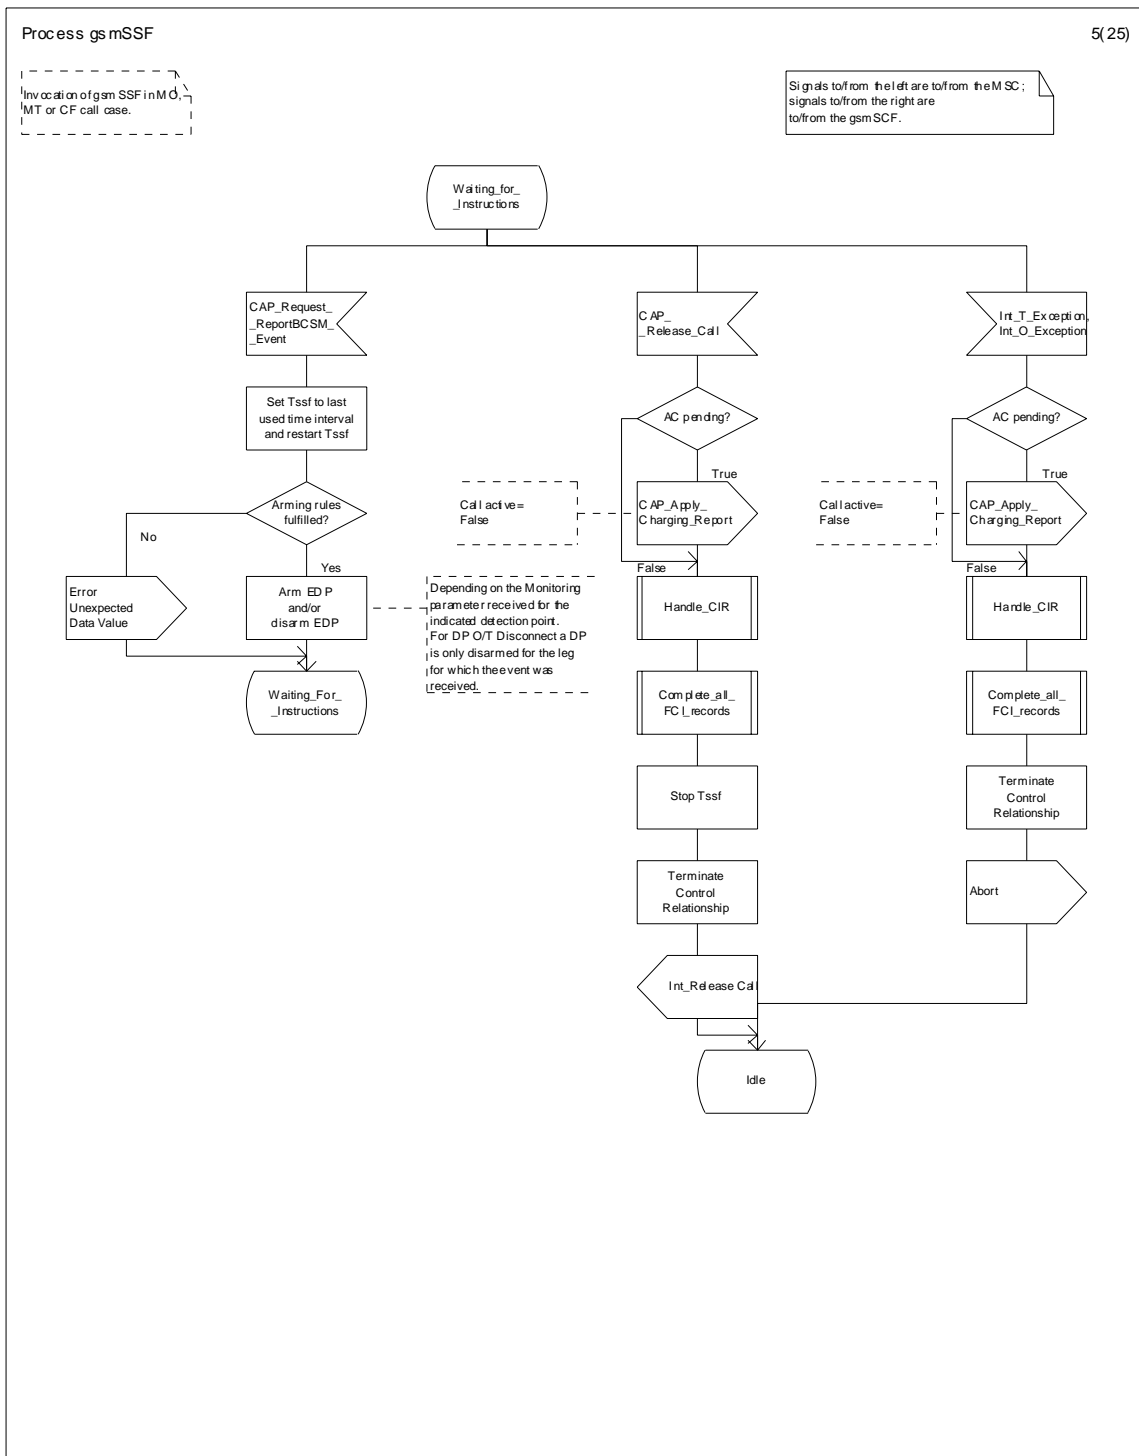 Process gsmSSF
5(25)
Invocation of gsmSSF in MO,
MT or CF call case.
Signals to/from the left are to/from the MSC;
signals to/from the right are
to/from the gsmSCF.
Waiting_for_
_Instructions
CAP_Request_
_ReportBCSM_
_Event
CAP_
_Release_Call
Int_T_Exception,
Int_O_Exception
Set Tssf to last
used time interval
and restart Tssf
AC pending?
AC pending?
True
True
Arming rules
fulfilled?
Call active=
False
CAP_Apply_
Charging_Report
Call active=
False
CAP_Apply_
Charging_Report
No
Yes
False
False
Error
Unexpected
Data Value
Arm EDP
and/or
disarm EDP
Depending on the Monitoring
parameter received for the
indicated detection point.
For DP O/T Disconnect a DP
is only disarmed for the leg
for which the event was
received.
Handle_CIR
Handle_CIR
Waiting_For_
_Instructions
Complete_all_
FCI_records
Complete_all_
FCI_records
Stop Tssf
Terminate
Control
Relationship
Terminate
Control
Relationship
Abort
Int_Release Call
Idle